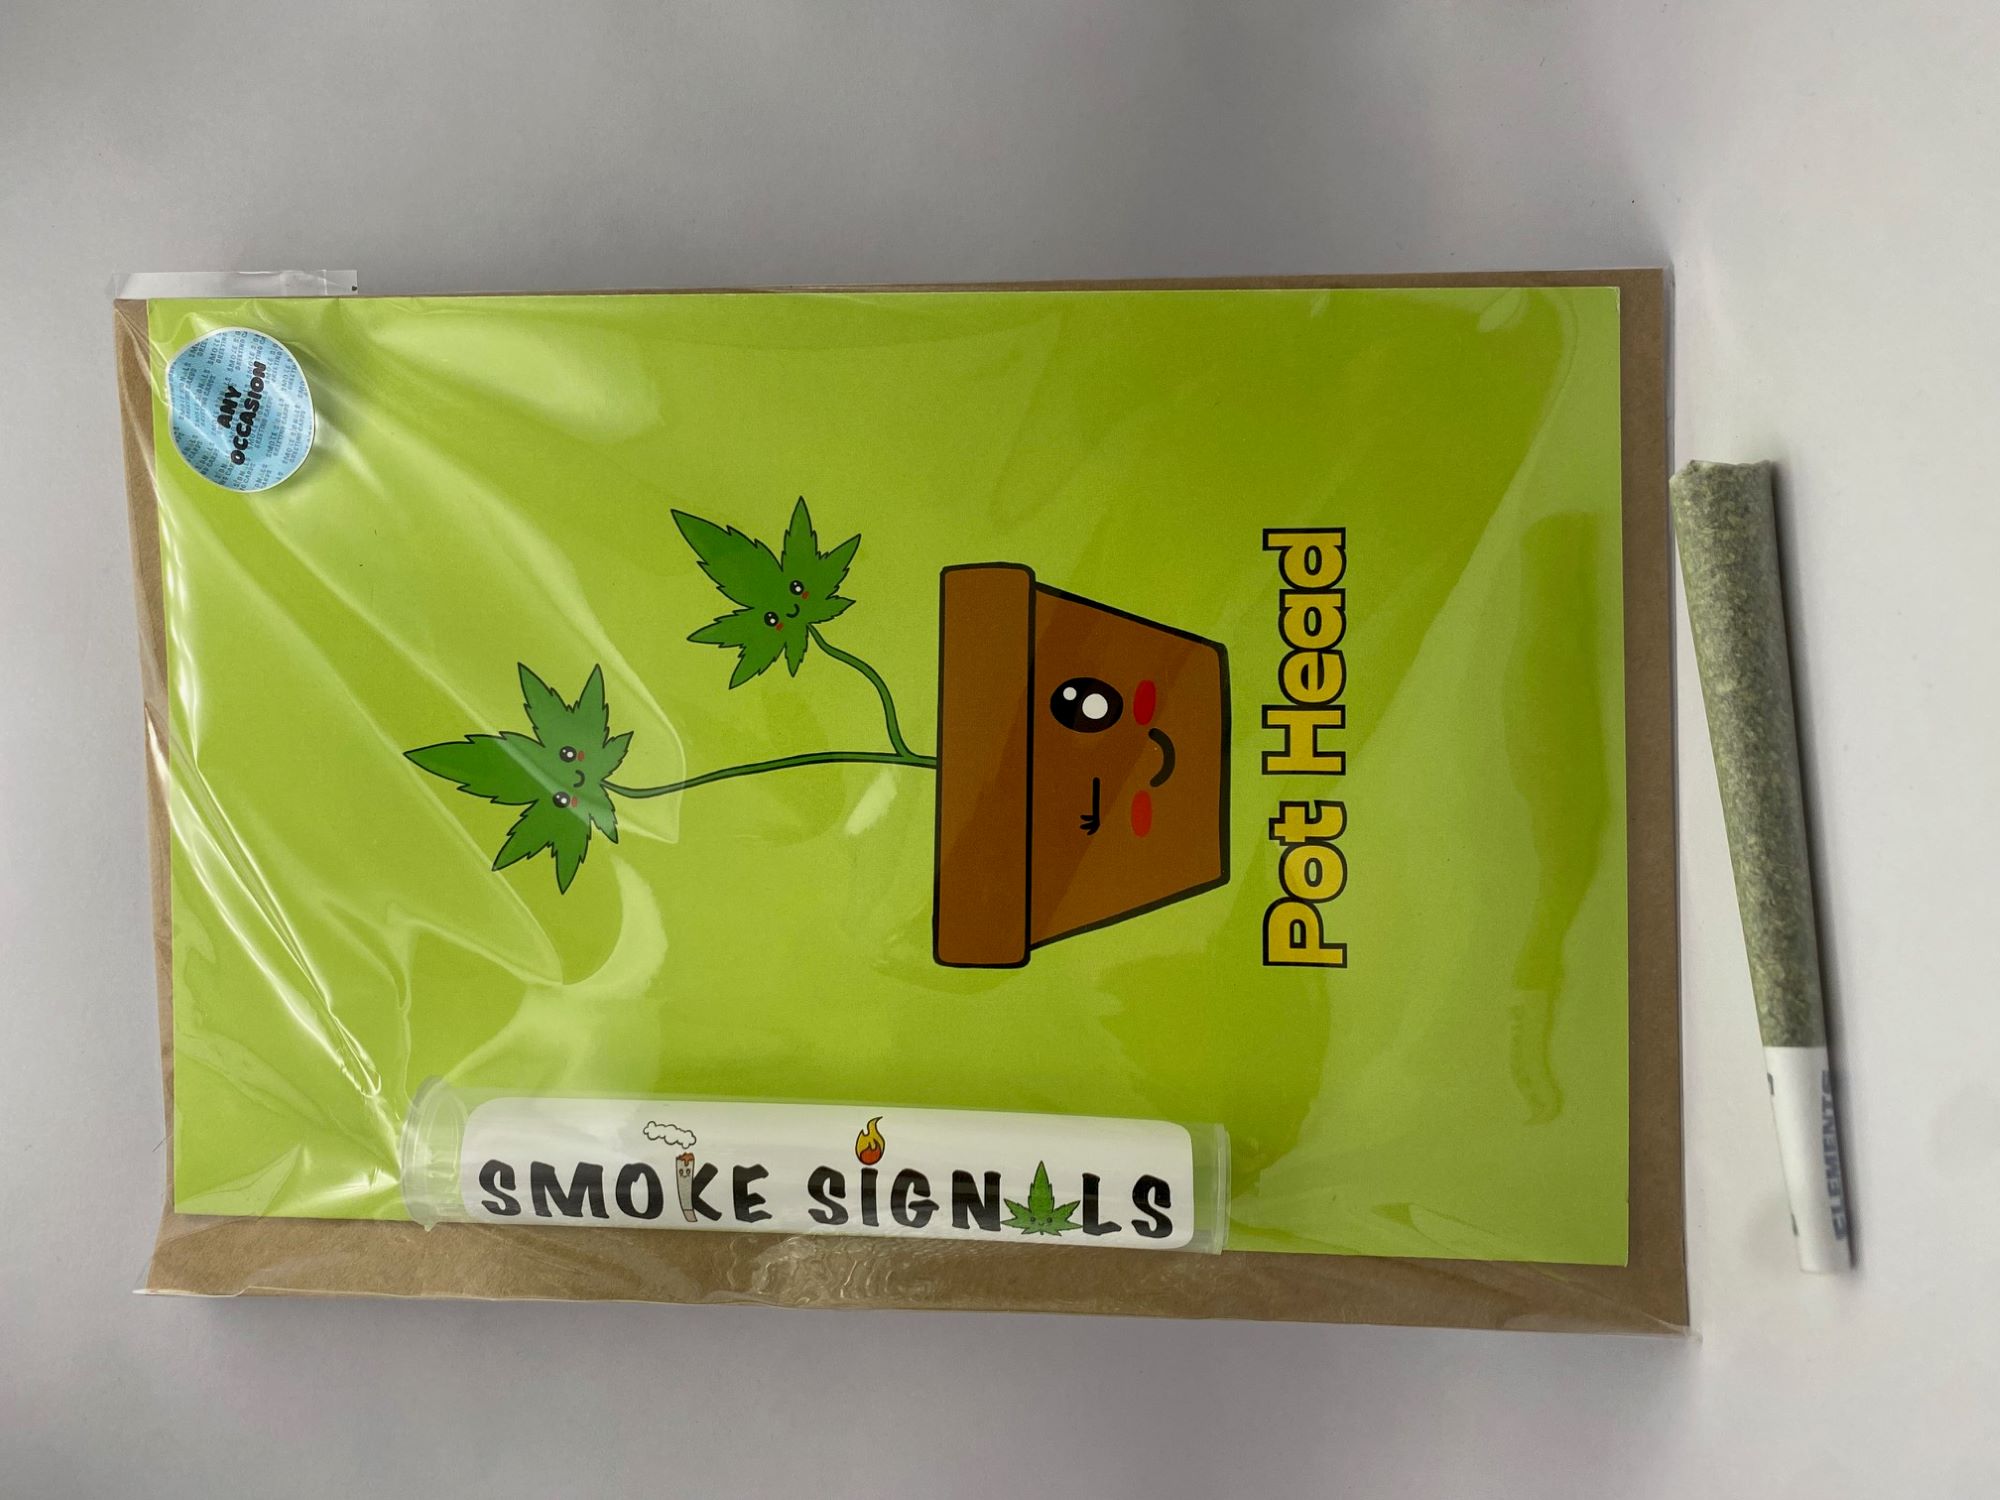 ANY
OCCASION
Pot Head
SMOKE SIGNALS
ELEMENTS